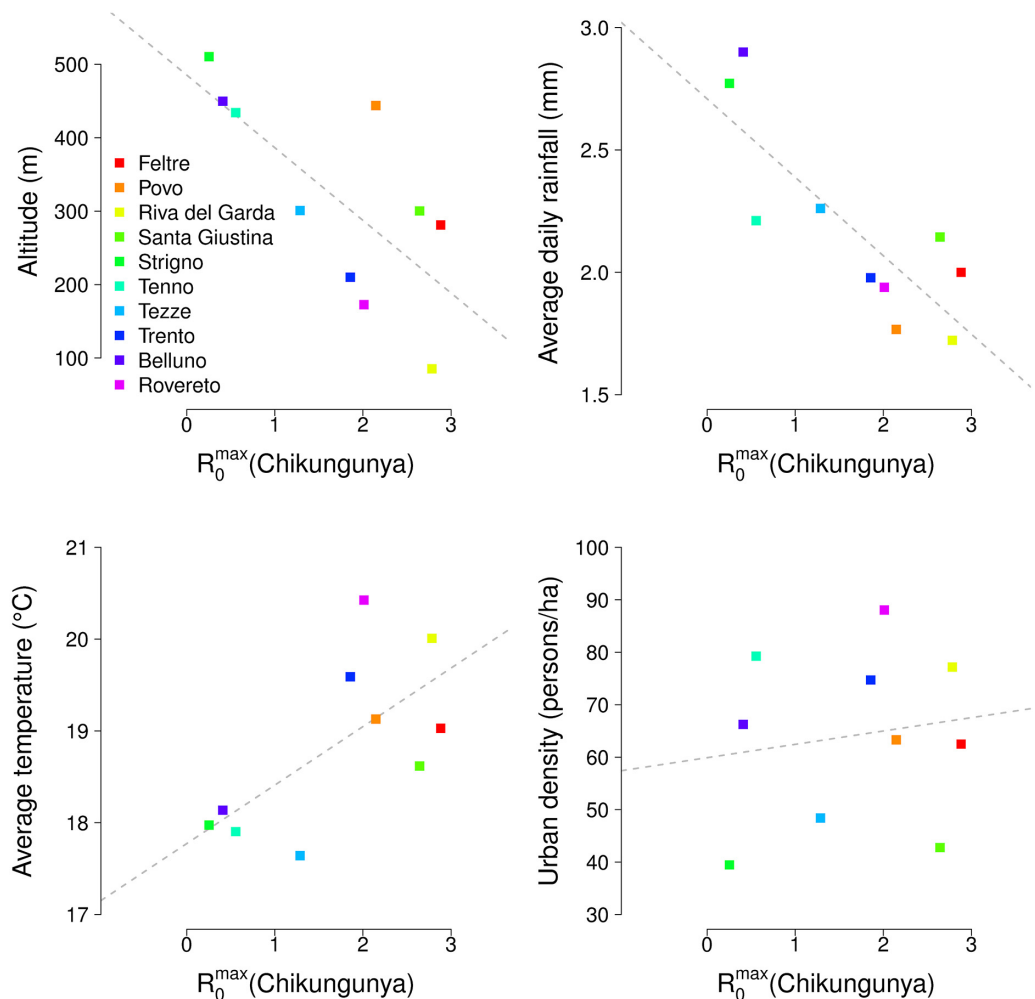 500
400
300
200
100
Altitude (m)
Feltre
Povo
Riva del Garda
Santa Giustina
Strigno
Tenno
Tezze
Trento
Belluno
Rovereto
0 1 2 3
R₀ᵐᵃˣ(Chikungunya)
3.0
2.5
2.0
1.5
Average daily rainfall (mm)
0 1 2 3
R₀ᵐᵃˣ(Chikungunya)
21
20
19
18
17
Average temperature (°C)
0 1 2 3
R₀ᵐᵃˣ(Chikungunya)
100
90
80
70
60
50
40
30
Urban density (persons/ha)
0 1 2 3
R₀ᵐᵃˣ(Chikungunya)